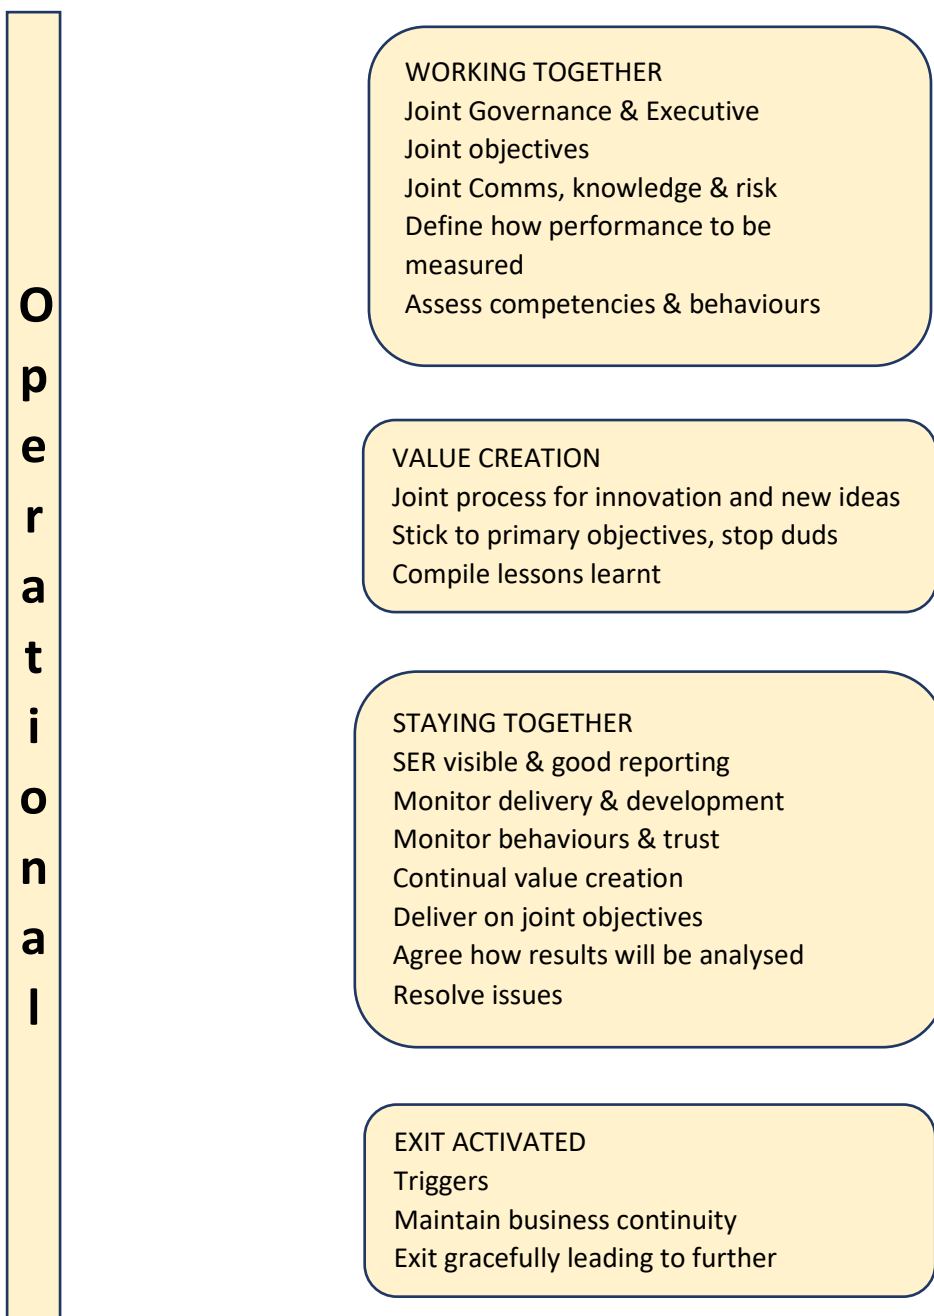 Operational
WORKING TOGETHER
Joint Governance & Executive
Joint objectives
Joint Comms, knowledge & risk
Define how performance to be
measured
Assess competencies & behaviours
VALUE CREATION
Joint process for innovation and new ideas
Stick to primary objectives, stop duds
Compile lessons learnt
STAYING TOGETHER
SER visible & good reporting
Monitor delivery & development
Monitor behaviours & trust
Continual value creation
Deliver on joint objectives
Agree how results will be analysed
Resolve issues
EXIT ACTIVATED
Triggers
Maintain business continuity
Exit gracefully leading to further